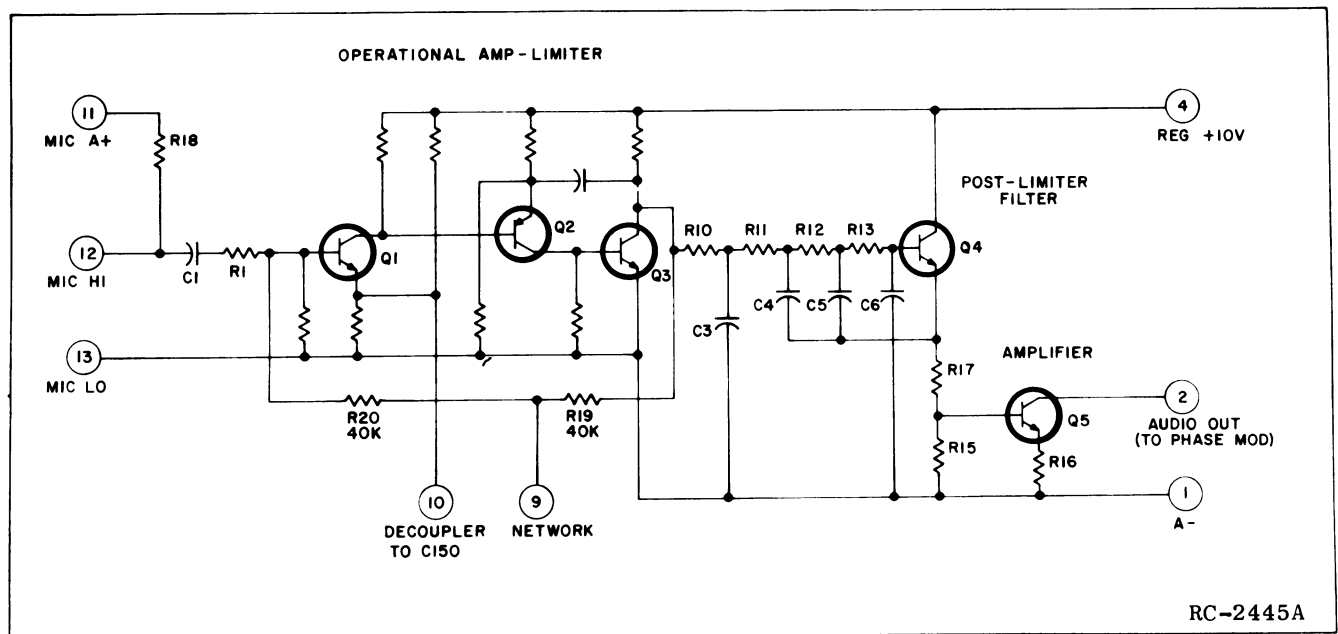 OPERATIONAL AMP-LIMITER
11
MIC A+
R18
4
REG +10V
POST-LIMITER
FILTER
12
MIC HI
C1
R1
Q1
Q2
Q3
R10
R11
R12
R13
Q4
C3
C4
C5
C6
13
MIC LO
AMPLIFIER
R17
R20
40K
R19
40K
Q5
2
AUDIO OUT
(TO PHASE MOD)
R15
R16
10
DECOUPLER
TO C150
9
NETWORK
1
A-
RC-2445A